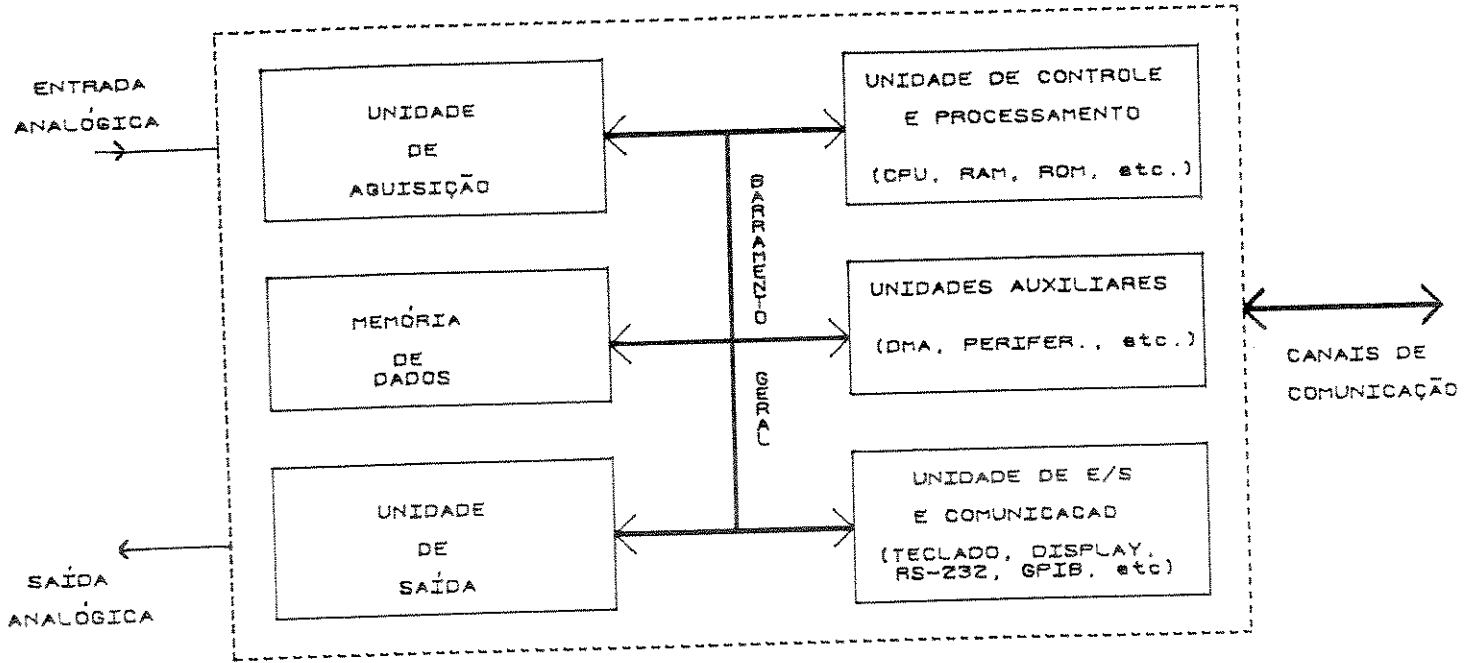 ENTRADA
ANALÓGICA
UNIDADE
DE
AGUISIÇÃO
UNIDADE DE CONTROLE
E PROCESSAMENTO
(CPU, RAM, ROM, etc.)
BARRAMENTO GERAL
MEMÓRIA
DE
DADOS
UNIDADES AUXILIARES
(DMA, PERIFER., etc.)
CANAIS DE
COMUNICAÇÃO
UNIDADE
DE
SAÍDA
UNIDADE DE E/S
E COMUNICACAO
(TECLADO, DISPLAY,
RS-232, GPIB, etc)
SAÍDA
ANALÓGICA